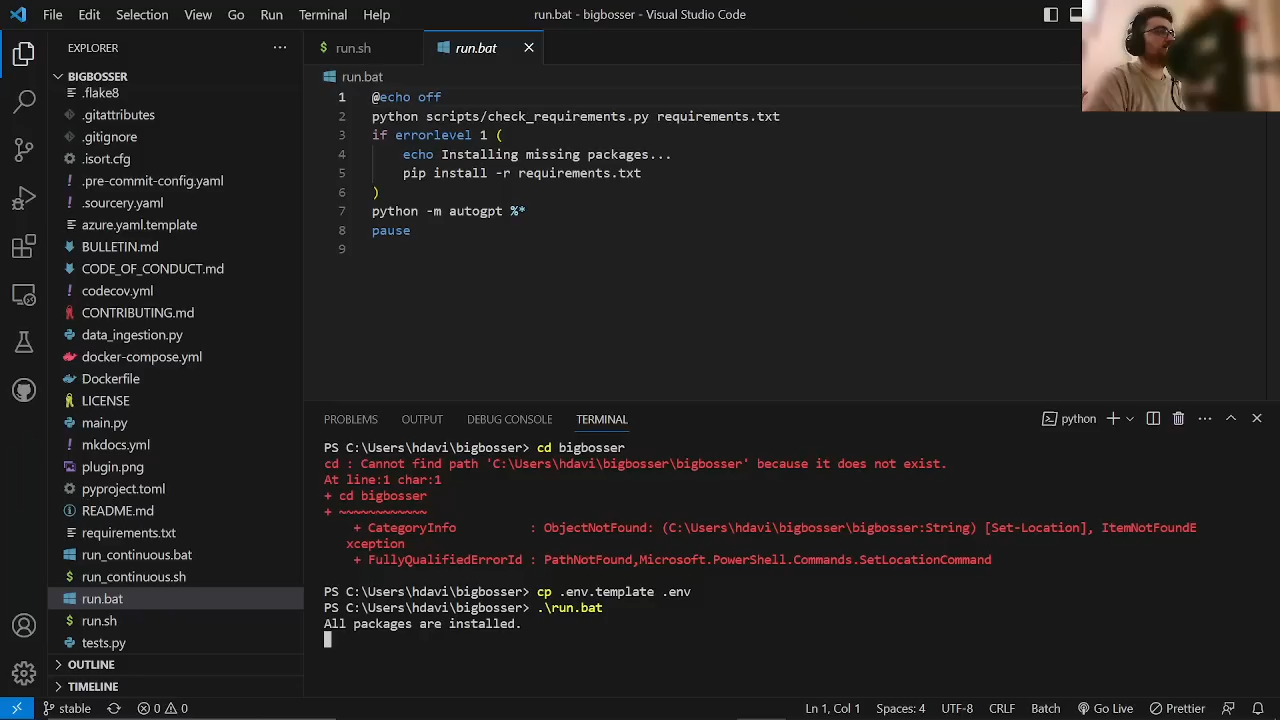 File Edit Selection View Go Run Terminal Help
run.bat - bigbosser - Visual Studio Code
EXPLORER
BIGBOSSER
.flake8
.gitattributes
.gitignore
.isort.cfg
.pre-commit-config.yaml
.sourcery.yaml
azure.yaml.template
BULLETIN.md
CODE_OF_CONDUCT.md
codecov.yml
CONTRIBUTING.md
data_ingestion.py
docker-compose.yml
Dockerfile
LICENSE
main.py
mkdocs.yml
plugin.png
pyproject.toml
README.md
requirements.txt
run_continuous.bat
run_continuous.sh
run.bat
run.sh
tests.py
OUTLINE
TIMELINE
run.sh run.bat
run.bat
1 @echo off
2 python scripts/check_requirements.py requirements.txt
3 if errorlevel 1 (
4 echo Installing missing packages...
5 pip install -r requirements.txt
6 )
7 python -m autogpt %*
8 pause
9
PROBLEMS OUTPUT DEBUG CONSOLE TERMINAL
python
PS C:\Users\hdavi\bigbosser> cd bigbosser
cd : Cannot find path 'C:\Users\hdavi\bigbosser\bigbosser' because it does not exist.
At line:1 char:1
+ cd bigbosser
+ ~~~~~~~~~~~~
+ CategoryInfo : ObjectNotFound: (C:\Users\hdavi\bigbosser\bigbosser:String) [Set-Location], ItemNotFoundE
xception
+ FullyQualifiedErrorId : PathNotFound,Microsoft.PowerShell.Commands.SetLocationCommand
PS C:\Users\hdavi\bigbosser> cp .env.template .env
PS C:\Users\hdavi\bigbosser> .\run.bat
All packages are installed.
stable 0 0
Ln 1, Col 1 Spaces: 4 UTF-8 CRLF Batch Go Live Prettier